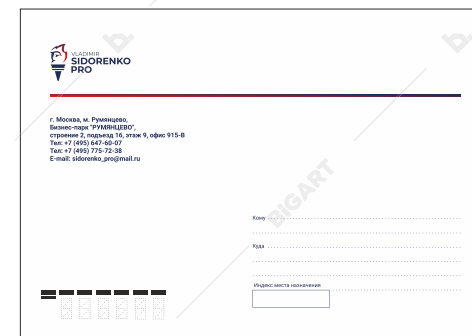 VLADIMIR
SIDORENKO
PRO
г. Москва, м. Румянцево,
Бизнес-парк "РУМЯНЦЕВО",
строение 2, подъезд 16, этаж 9, офис 915-В
Тел: +7 (495) 647-60-07
Тел: +7 (495) 775-72-38
E-mail: sidorenko_pro@mail.ru
BIGART
Кому
Куда
Индекс места назначения